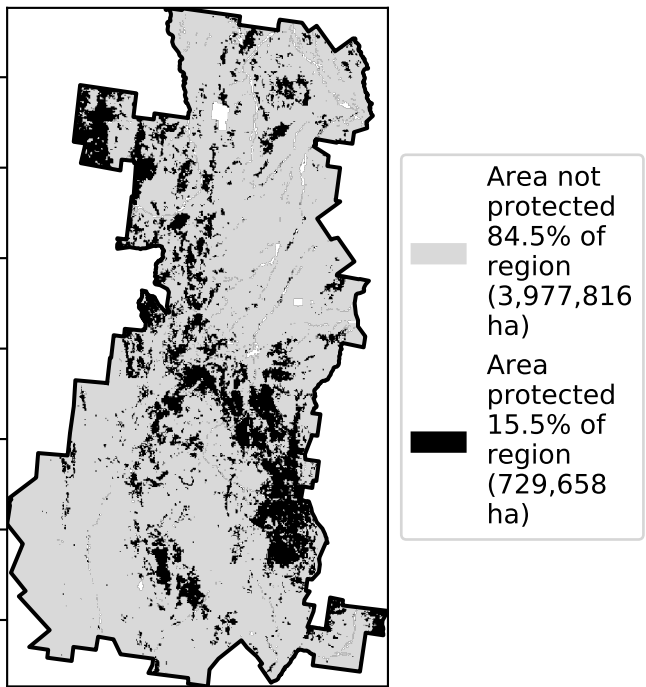 Area not
protected
84.5% of
region
(3,977,816
ha)
Area
protected
15.5% of
region
(729,658
ha)